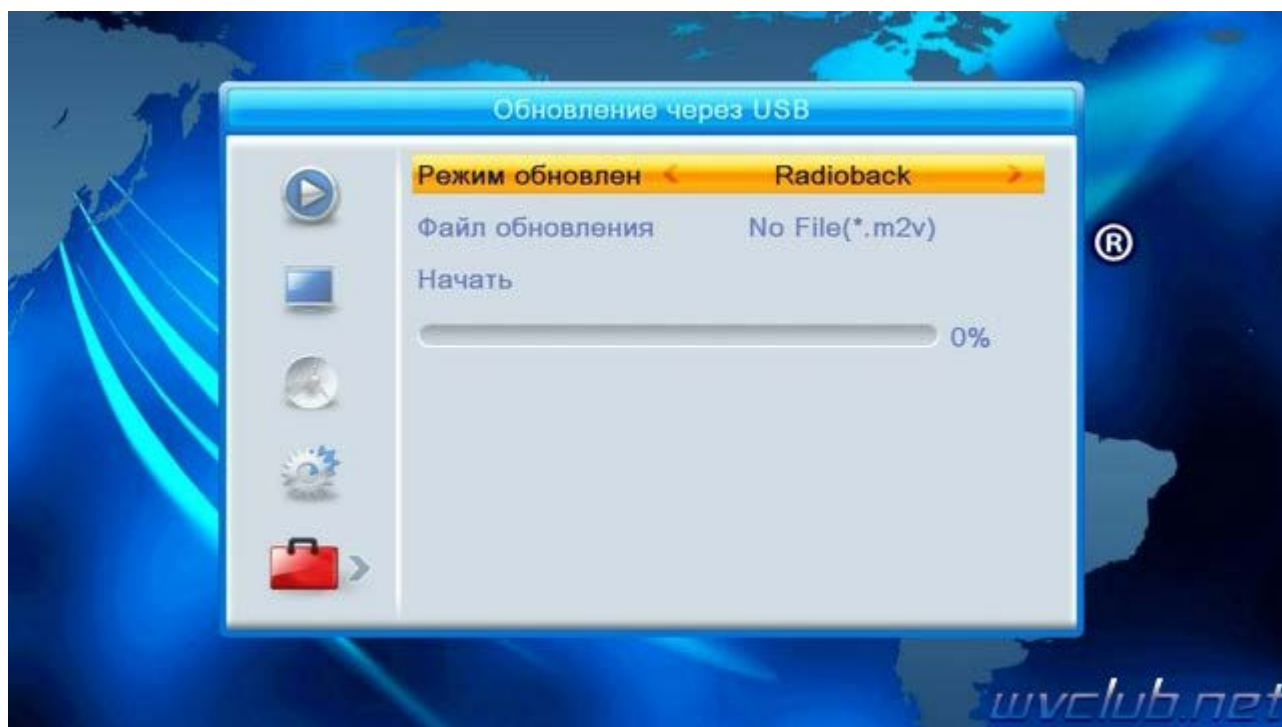 Обновление через USB
Режим обновлен < Radioback >
Файл обновления No File(*.m2v)
Начать
0%
®
wvclub.net